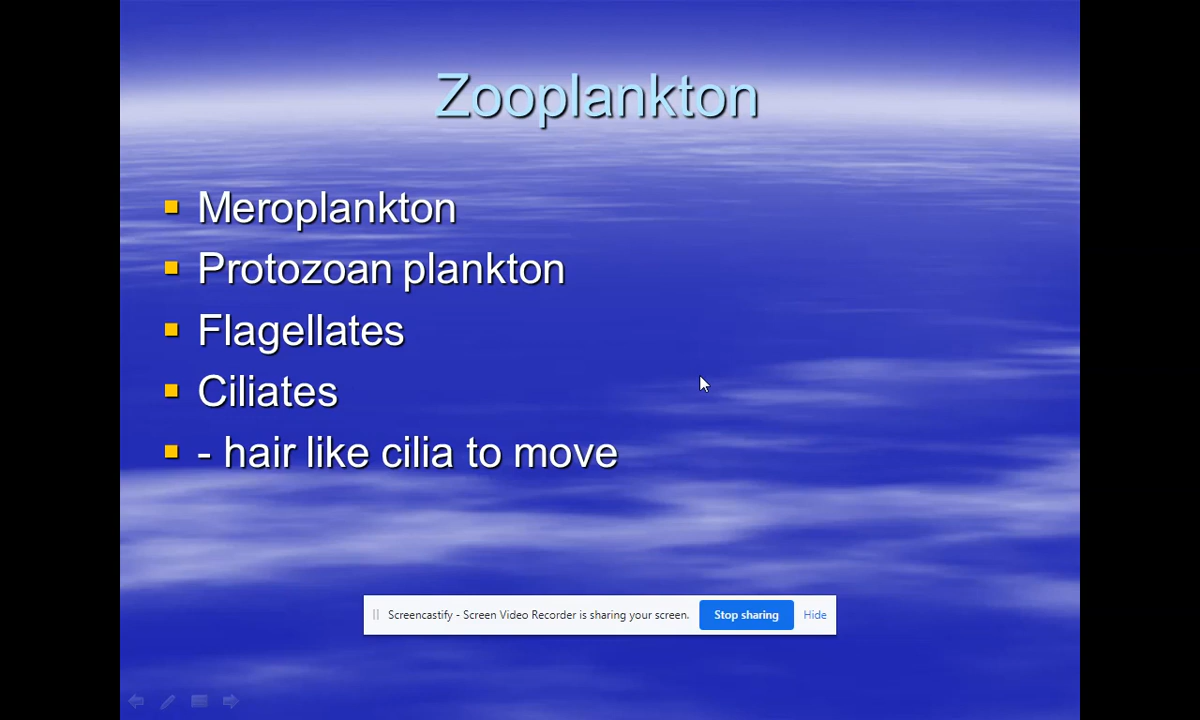 Zooplankton
Meroplankton
Protozoan plankton
Flagellates
Ciliates
- hair like cilia to move
Screencastify - Screen Video Recorder is sharing your screen. Stop sharing Hide